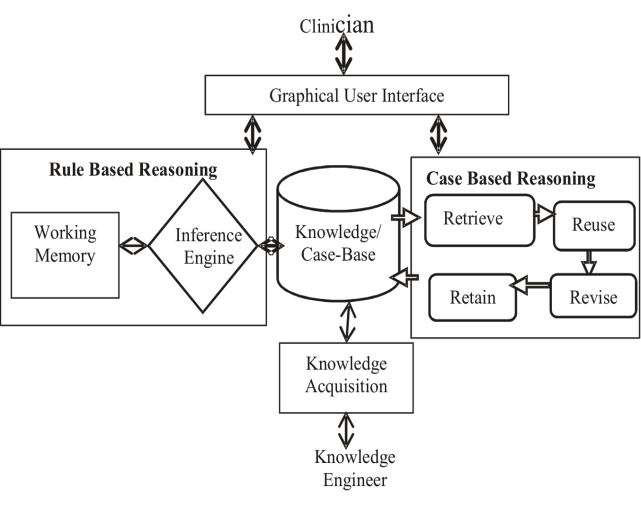 Clinician
Graphical User Interface
Rule Based Reasoning
Working
Memory
Inference
Engine
Knowledge/
Case-Base
Case Based Reasoning
Retrieve
Reuse
Retain
Revise
Knowledge
Acquisition
Knowledge
Engineer